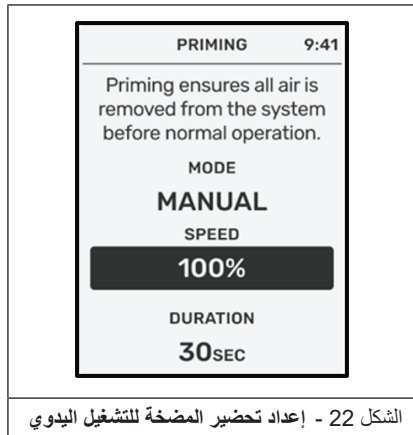 PRIMING 9:41
Priming ensures all air is
removed from the system
before normal operation.
MODE
MANUAL
SPEED
100%
DURATION
30SEC
الشكل 22 - إعداد تحضير المضخة للتشغيل اليدوي